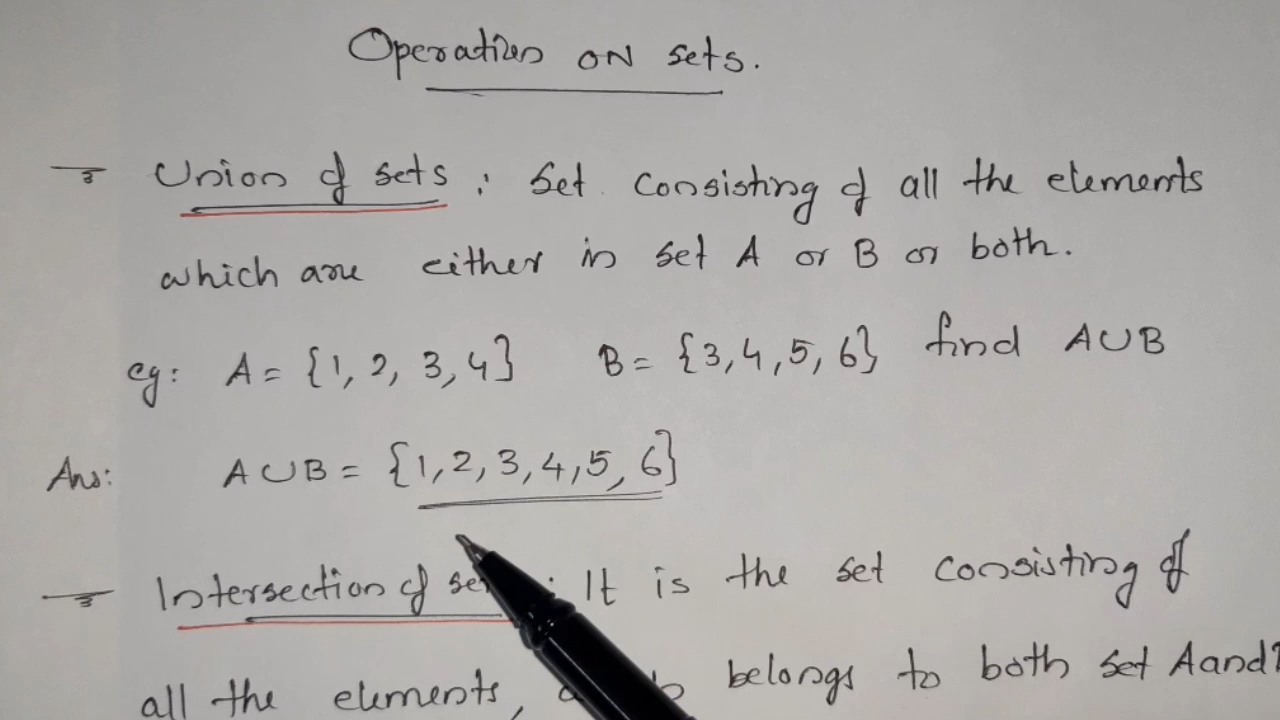 Operations ON sets.
Union of sets : Set consisting of all the elements
which are either in set A or B or both.
eg: A = {1, 2, 3, 4} B = {3, 4, 5, 6} find A∪B
Ans: A∪B = {1, 2, 3, 4, 5, 6}
Intersection of : It is the set consisting of
all the elements, belongs to both set A and